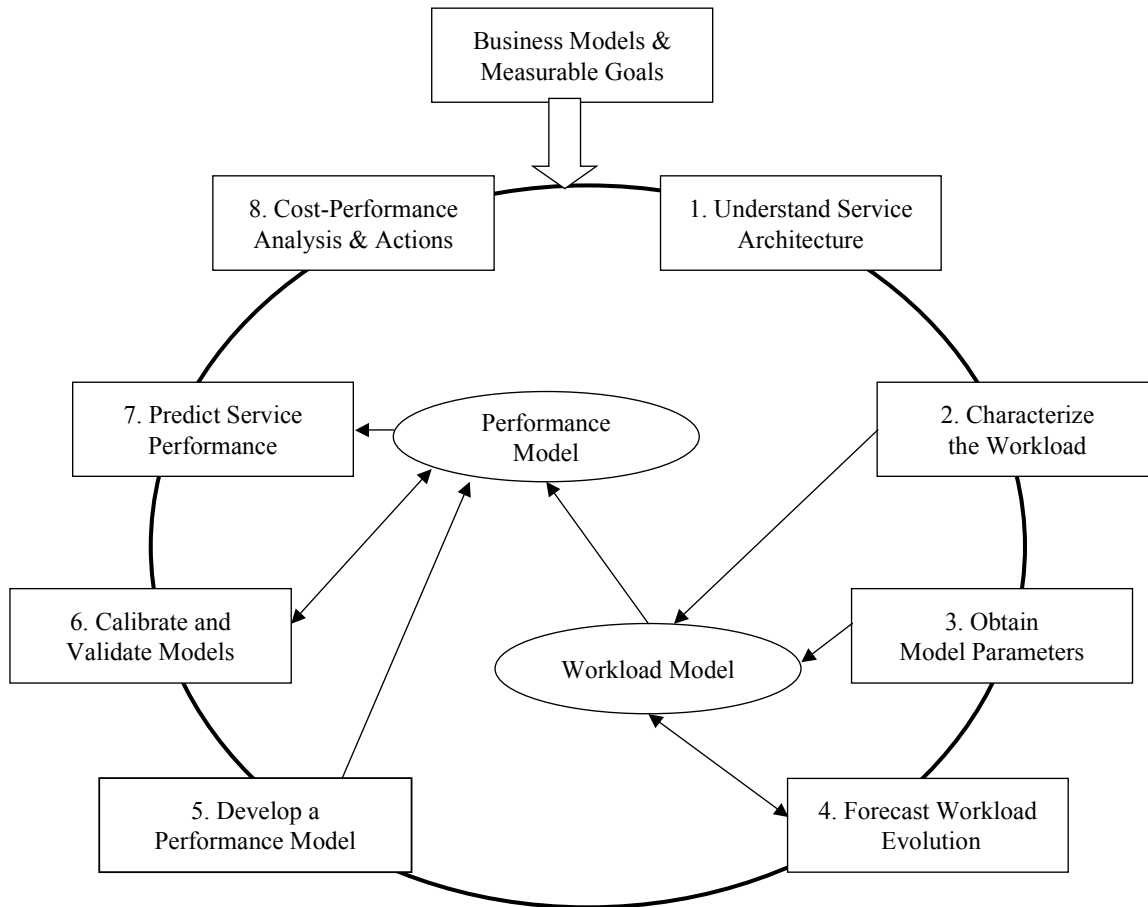 Business Models &
Measurable Goals
8. Cost-Performance
Analysis & Actions
1. Understand Service
Architecture
7. Predict Service
Performance
Performance
Model
2. Characterize
the Workload
6. Calibrate and
Validate Models
Workload Model
3. Obtain
Model Parameters
5. Develop a
Performance Model
4. Forecast Workload
Evolution